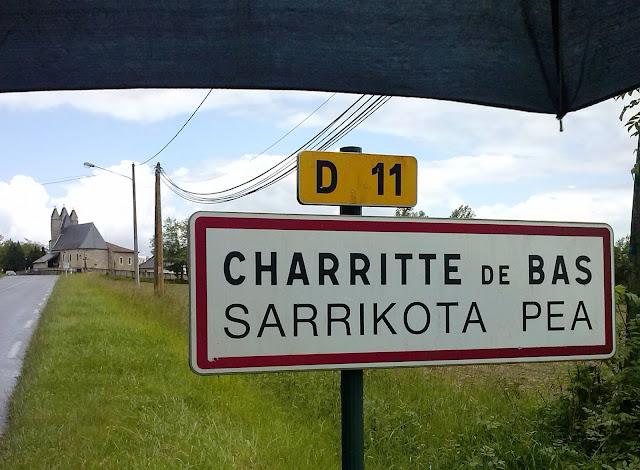 D 11
CHARRITTE DE BAS
SARRIKOTA PEA